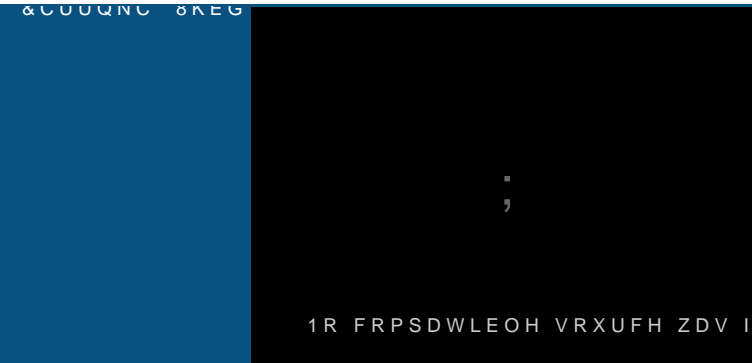 &CUUQNC 8KEG
;
1R FRPSDWLEOH VRXUFH ZDV I